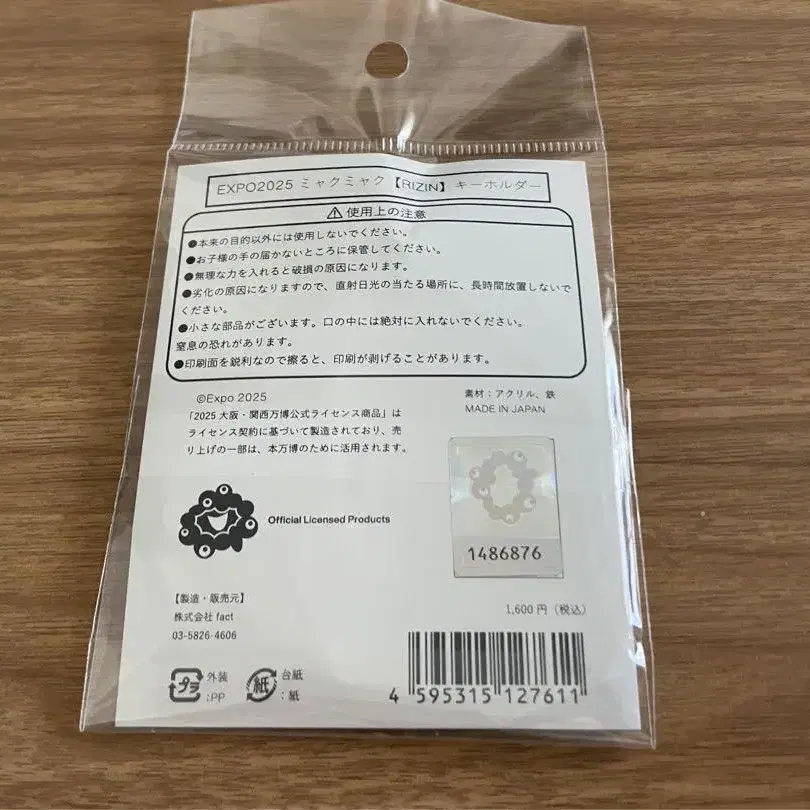 EXPO2025 ミャクミャク【RIZIN】キーホルダー
⚠使用上の注意
●本来の目的以外には使用しないでください。
●お子様の手の届かないところに保管してください。
●無理な力を入れると破損の原因になります。
●劣化の原因になりますので、直射日光の当たる場所に、長時間放置しないで
ください。
●小さな部品がございます。口の中には絶対に入れないでください。
窒息の恐れがあります。
●印刷面を鋭利なので擦ると、印刷が剥げることがあります。
©Expo 2025
「2025 大阪・関西万博公式ライセンス商品」は
ライセンス契約に基づいて製造されており、売
り上げの一部は、本万博のために活用されます。
素材：アクリル、鉄
MADE IN JAPAN
Official Licensed Products
1486876
【製造・販売元】
株式会社 fact
03-5826-4606
1,600 円（税込）
プラ
外装
:PP
紙
台紙
:紙
4 595315 127611